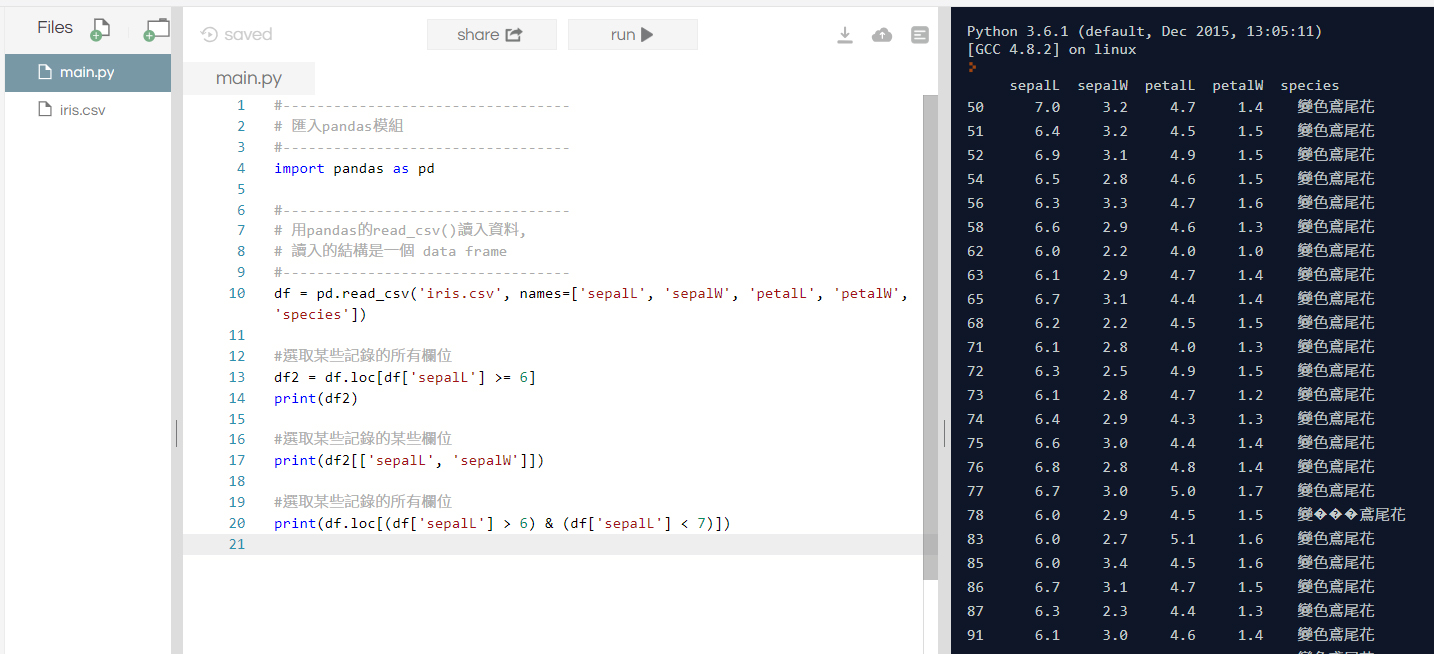 Files
main.py
iris.csv
saved
share
run
main.py
1 #----------------------------------
2 # 匯入pandas模組
3 #----------------------------------
4 import pandas as pd
5
6 #----------------------------------
7 # 用pandas的read_csv()讀入資料,
8 # 讀入的結構是一個 data frame
9 #----------------------------------
10 df = pd.read_csv('iris.csv', names=['sepalL', 'sepalW', 'petalL', 'petalW',
'species'])
11
12 #選取某些記錄的所有欄位
13 df2 = df.loc[df['sepalL'] >= 6]
14 print(df2)
15
16 #選取某些記錄的某些欄位
17 print(df2[['sepalL', 'sepalW']])
18
19 #選取某些記錄的所有欄位
20 print(df.loc[(df['sepalL'] > 6) & (df['sepalL'] < 7)])
21
Python 3.6.1 (default, Dec 2015, 13:05:11)
[GCC 4.8.2] on linux
sepalL sepalW petalL petalW species
50 7.0 3.2 4.7 1.4 變色鳶尾花
51 6.4 3.2 4.5 1.5 變色鳶尾花
52 6.9 3.1 4.9 1.5 變色鳶尾花
54 6.5 2.8 4.6 1.5 變色鳶尾花
56 6.3 3.3 4.7 1.6 變色鳶尾花
58 6.6 2.9 4.6 1.3 變色鳶尾花
62 6.0 2.2 4.0 1.0 變色鳶尾花
63 6.1 2.9 4.7 1.4 變色鳶尾花
65 6.7 3.1 4.4 1.4 變色鳶尾花
68 6.2 2.2 4.5 1.5 變色鳶尾花
71 6.1 2.8 4.0 1.3 變色鳶尾花
72 6.3 2.5 4.9 1.5 變色鳶尾花
73 6.1 2.8 4.7 1.2 變色鳶尾花
74 6.4 2.9 4.3 1.3 變色鳶尾花
75 6.6 3.0 4.4 1.4 變色鳶尾花
76 6.8 2.8 4.8 1.4 變色鳶尾花
77 6.7 3.0 5.0 1.7 變色鳶尾花
78 6.0 2.9 4.5 1.5 變���鳶尾花
83 6.0 2.7 5.1 1.6 變色鳶尾花
85 6.0 3.4 4.5 1.6 變色鳶尾花
86 6.7 3.1 4.7 1.5 變色鳶尾花
87 6.3 2.3 4.4 1.3 變色鳶尾花
91 6.1 3.0 4.6 1.4 變色鳶尾花